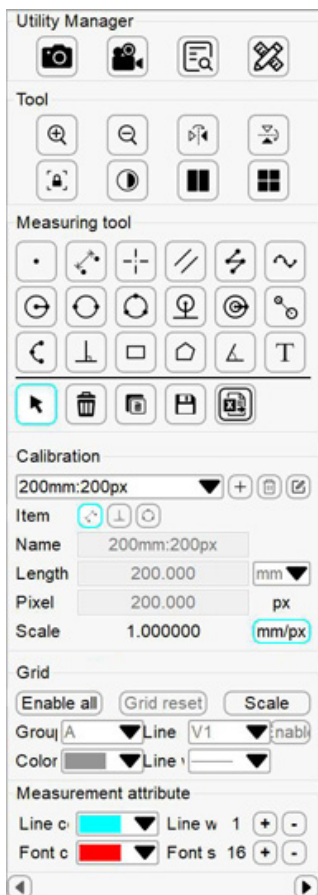 Utility Manager
Tool
Measuring tool
T
Calibration
200mm:200px
Item
Name 200mm:200px
Length 200.000 mm
Pixel 200.000 px
Scale 1.000000 mm/px
Grid
Enable all Grid reset Scale
Grou A Line V1 Enabl
Color Line
Measurement attribute
Line c Line w 1 + -
Font c Font s 16 + -